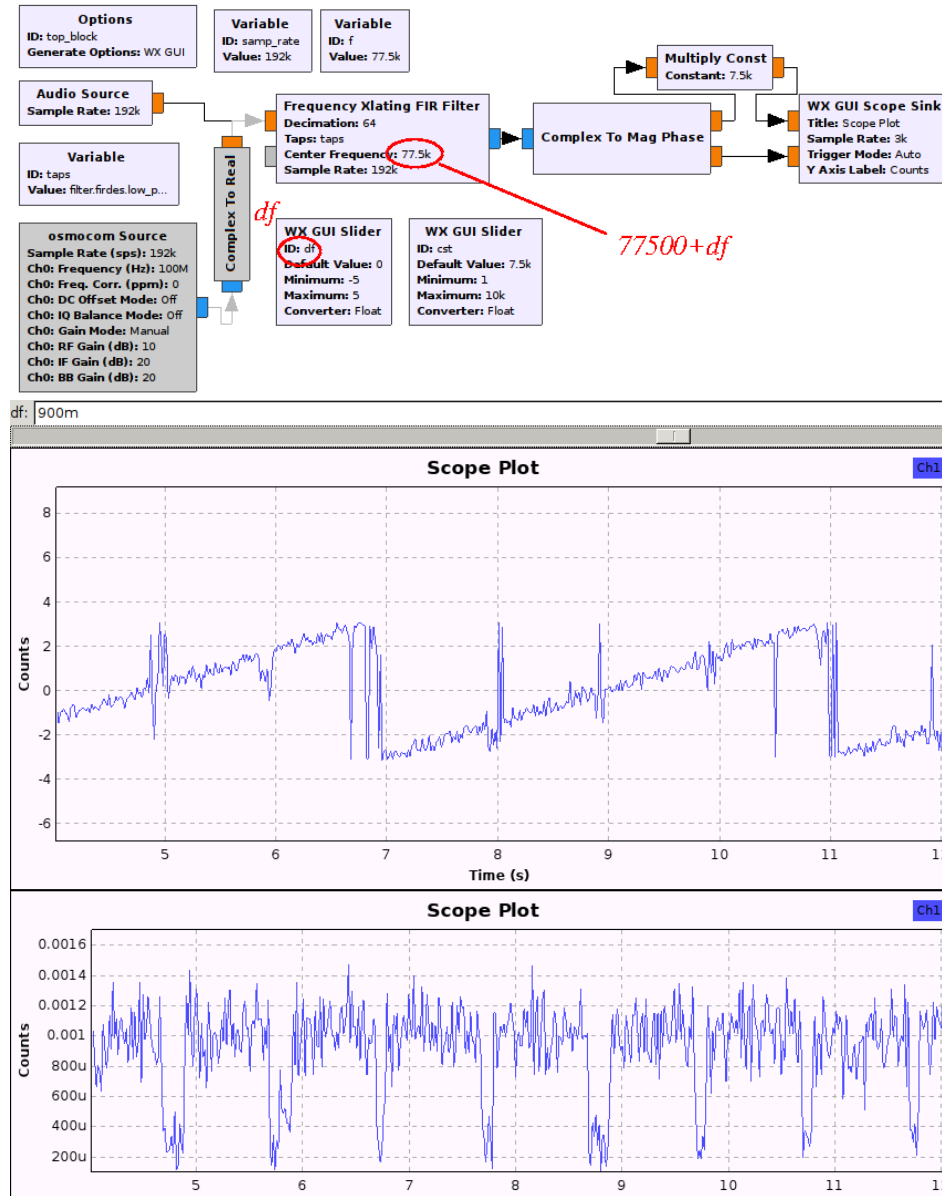 Options
ID: top_block
Generate Options: WX GUI
Variable
ID: samp_rate
Value: 192k
Variable
ID: f
Value: 77.5k
Multiply Const
Constant: 7.5k
Audio Source
Sample Rate: 192k
Frequency Xlating FIR Filter
Decimation: 64
Taps: taps
Center Frequency: 77.5k
Sample Rate: 192k
Complex To Mag Phase
WX GUI Scope Sink
Title: Scope Plot
Sample Rate: 3k
Trigger Mode: Auto
Y Axis Label: Counts
Variable
ID: taps
Value: filter.firdes.low_p...
Complex To Real
df
77500+df
osmocom Source
Sample Rate (sps): 192k
Ch0: Frequency (Hz): 100M
Ch0: Freq. Corr. (ppm): 0
Ch0: DC Offset Mode: Off
Ch0: IQ Balance Mode: Off
Ch0: Gain Mode: Manual
Ch0: RF Gain (dB): 10
Ch0: IF Gain (dB): 20
Ch0: BB Gain (dB): 20
WX GUI Slider
ID: df
Default Value: 0
Minimum: -5
Maximum: 5
Converter: Float
WX GUI Slider
ID: cst
Default Value: 7.5k
Minimum: 1
Maximum: 10k
Converter: Float
df: 900m
Scope Plot
Ch1
8
6
4
2
0
-2
-4
-6
Counts
5 6 7 8 9 10 11
Time (s)
Scope Plot
Ch1
0.0016
0.0014
0.0012
0.001
800u
600u
400u
200u
Counts
5 6 7 8 9 10 11